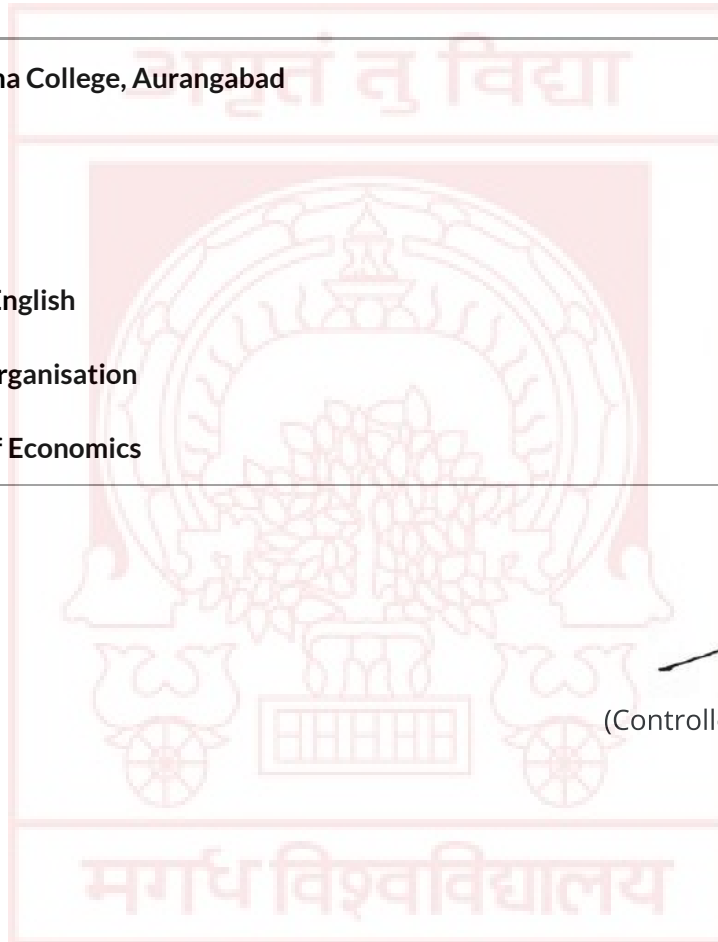 अमृतं तु विद्या
na College, Aurangabad
English
rganisation
f Economics
(Controll
मगध विश्वविद्यालय